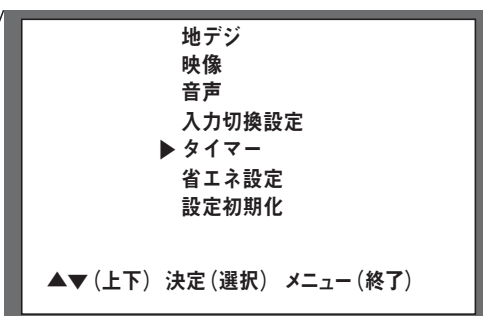 地デジ
映像
音声
入力切換設定
▶ タイマー
省エネ設定
設定初期化
▲▼(上下) 決定(選択) メニュー(終了)